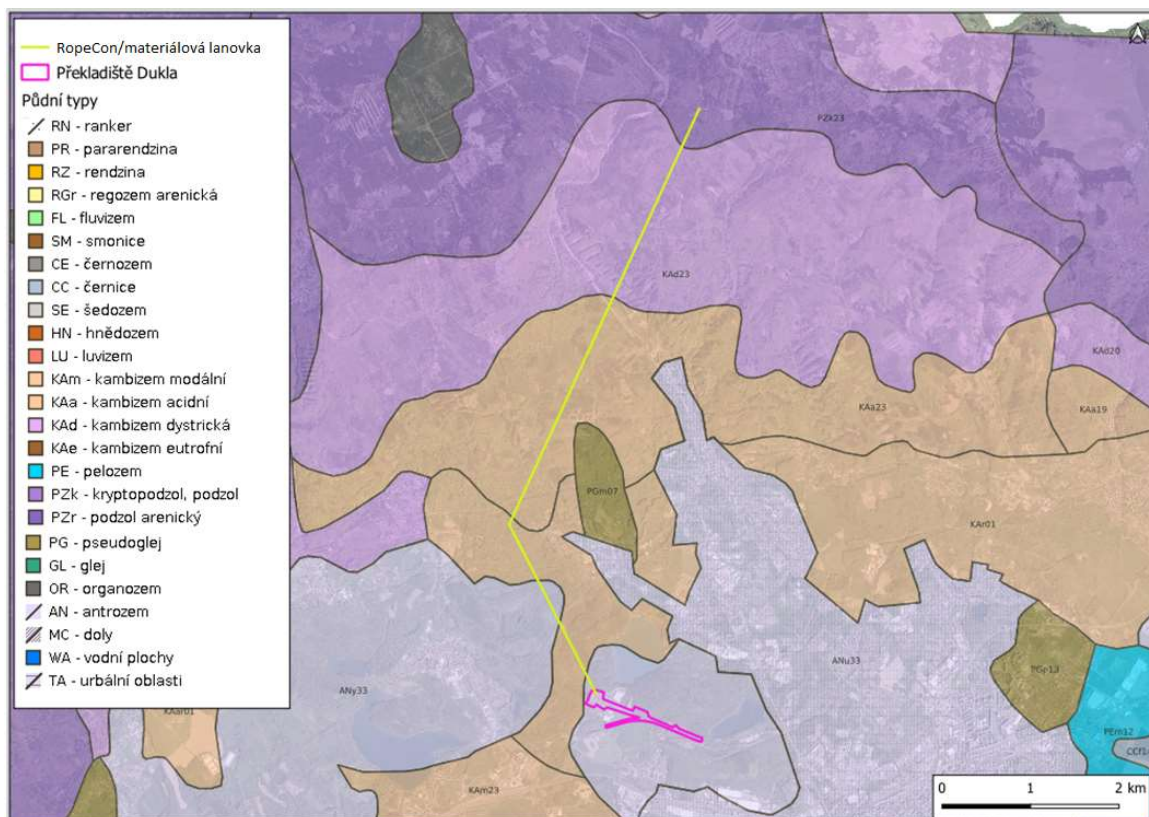 RopeCon/materiálová lanovka
Překladiště Dukla
Půdní typy
RN - ranker
PR - pararendzina
RZ - rendzina
RGr - regozem arenická
FL - fluvizem
SM - smonice
CE - černozem
CC - černice
SE - šedozem
HN - hnědozem
LU - luvizem
KAm - kambizem modální
KAa - kambizem acidní
KAd - kambizem dystrická
KAe - kambizem eutrofní
PE - pelozem
PZk - kryptopodzol, podzol
PZr - podzol arenický
PG - pseudoglej
GL - glej
OR - organozem
AN - antrozem
MC - doly
WA - vodní plochy
TA - urbální oblasti
PZk23
KAd23
KAd20
KAa23
KAa19
PGm07
KAr01
ANu33
PGp13
ANy33
KAar01
PEm12
KAm23
0 1 2 km